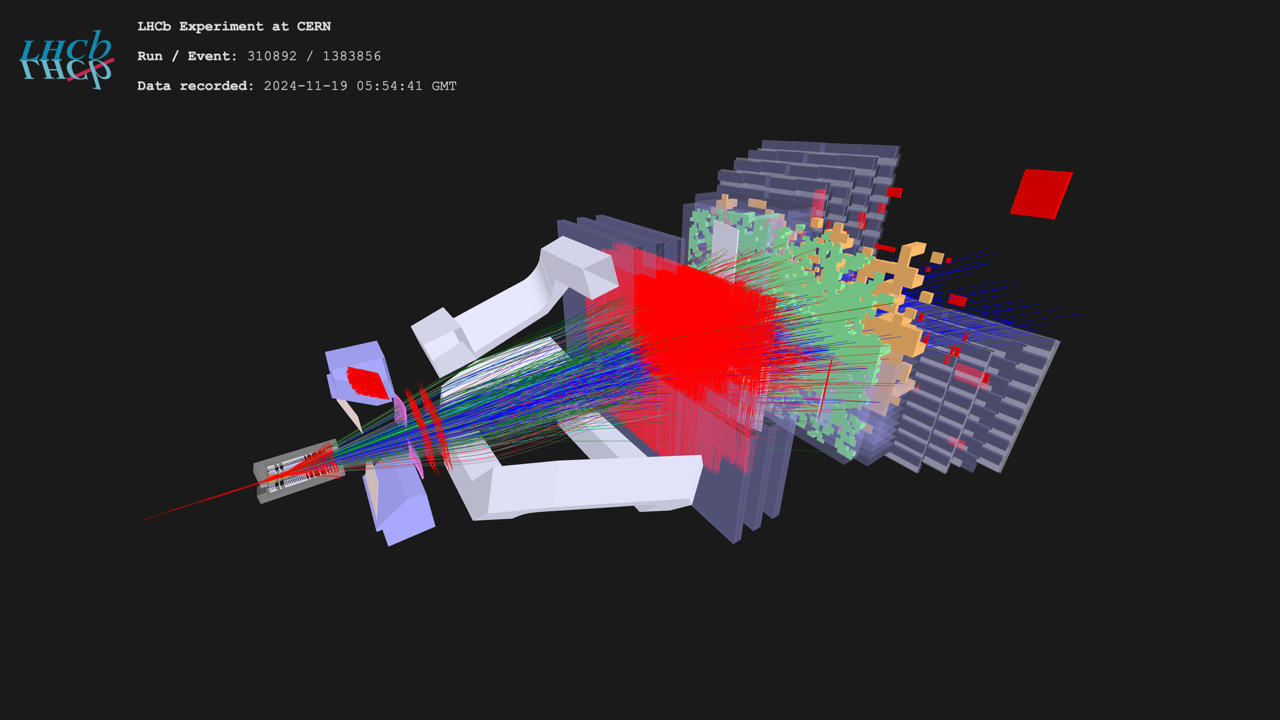 LHCb
LHCb Experiment at CERN
Run / Event: 310892 / 1383856
Data recorded: 2024-11-19 05:54:41 GMT